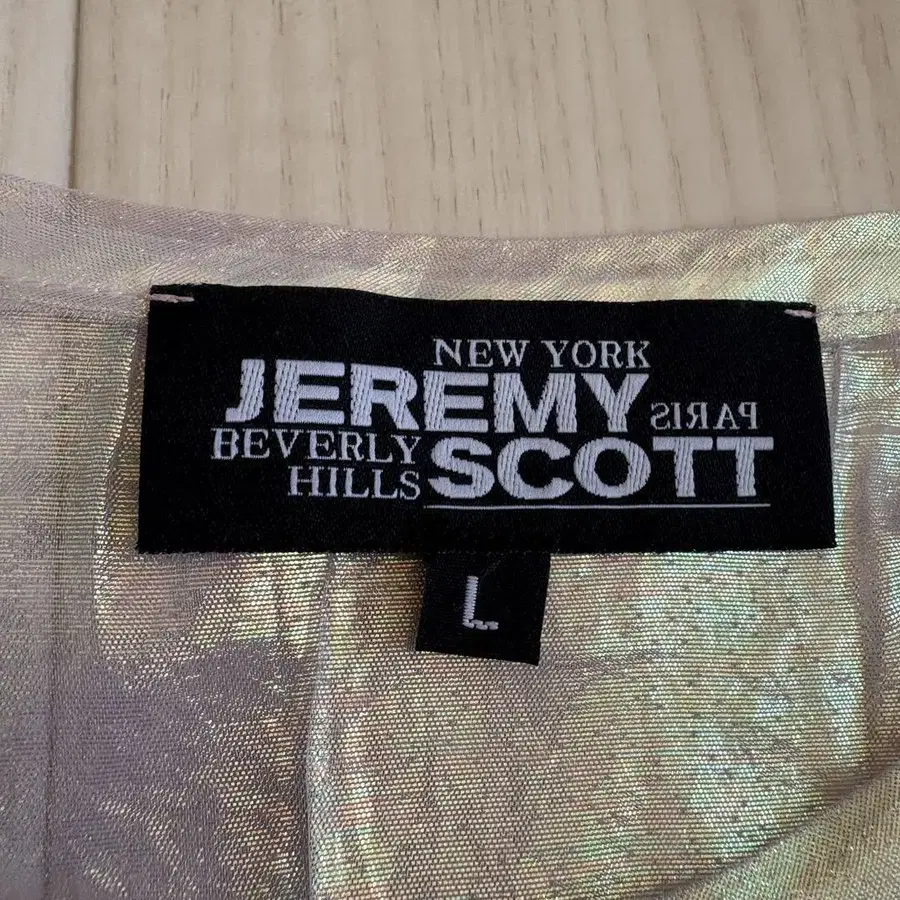 NEW YORK
JEREMY PARIS
BEVERLY
HILLS SCOTT
L